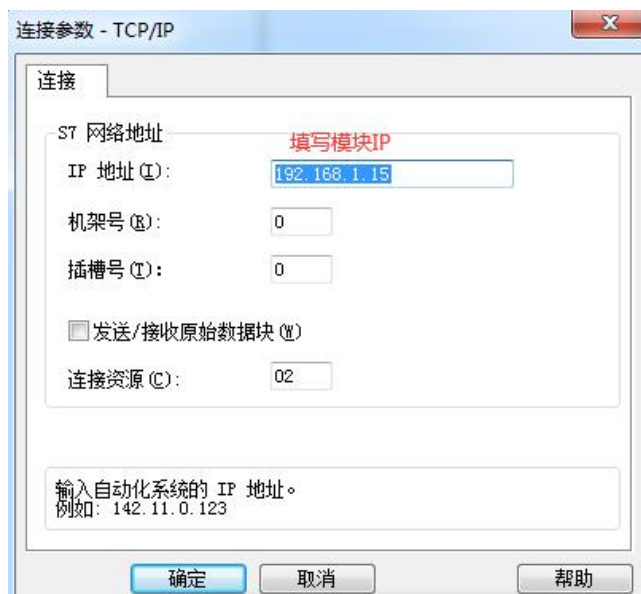 连接参数 - TCP/IP
连接
S7 网络地址
填写模块IP
IP 地址(I):
192.168.1.15
机架号(R):
0
插槽号(T):
0
发送/接收原始数据块(W)
连接资源(C):
02
输入自动化系统的 IP 地址。
例如: 142.11.0.123
确定
取消
帮助